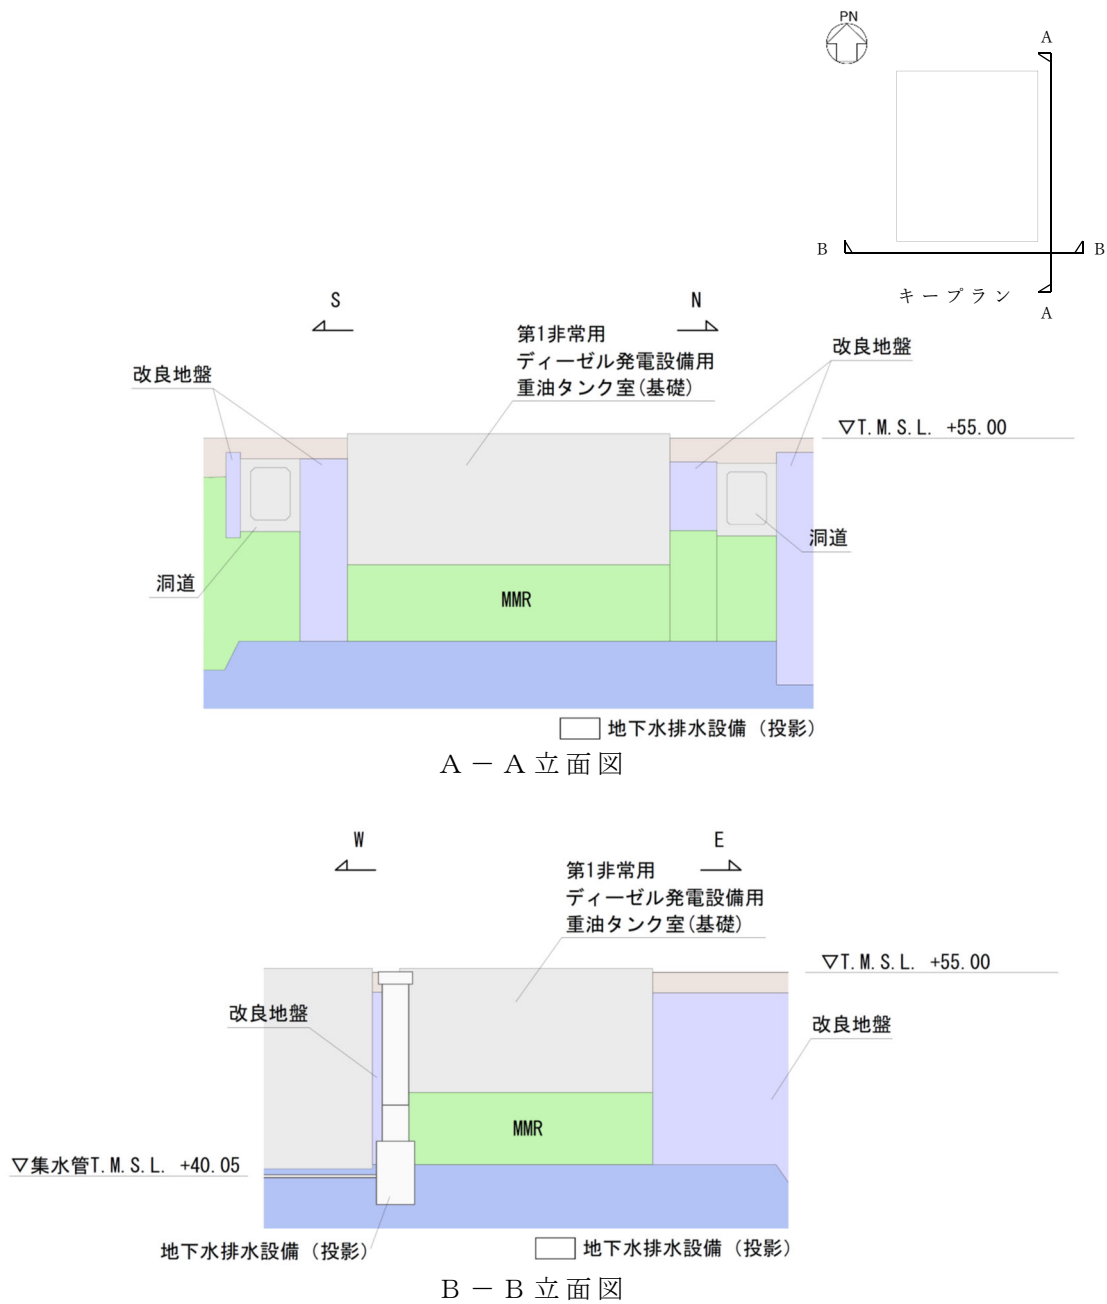 PN
A
B
B
キープラン
A
S
N
第1非常用
ディーゼル発電設備用
重油タンク室(基礎)
改良地盤
改良地盤
▽T.M.S.L. +55.00
洞道
洞道
MMR
地下水排水設備（投影）
A－A立面図
W
E
第1非常用
ディーゼル発電設備用
重油タンク室(基礎)
▽T.M.S.L. +55.00
改良地盤
改良地盤
MMR
▽集水管T.M.S.L. +40.05
地下水排水設備（投影）
地下水排水設備（投影）
B－B立面図